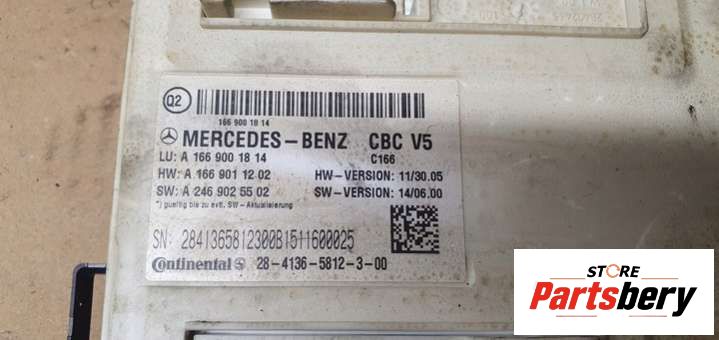 Q2
166 900 18 14
MERCEDES-BENZ CBC V5
LU: A 166 900 18 14 C166
HW: A 166 901 12 02 HW-VERSION: 11/30.05
SW: A 246 902 55 02 SW-VERSION: 14/06.00
*) gueltig bis zu evtl. SW-Aktualisierung
SN: 2841365812300B1511600025
Continental 28-4136-5812-3-00
STORE
Partsbery